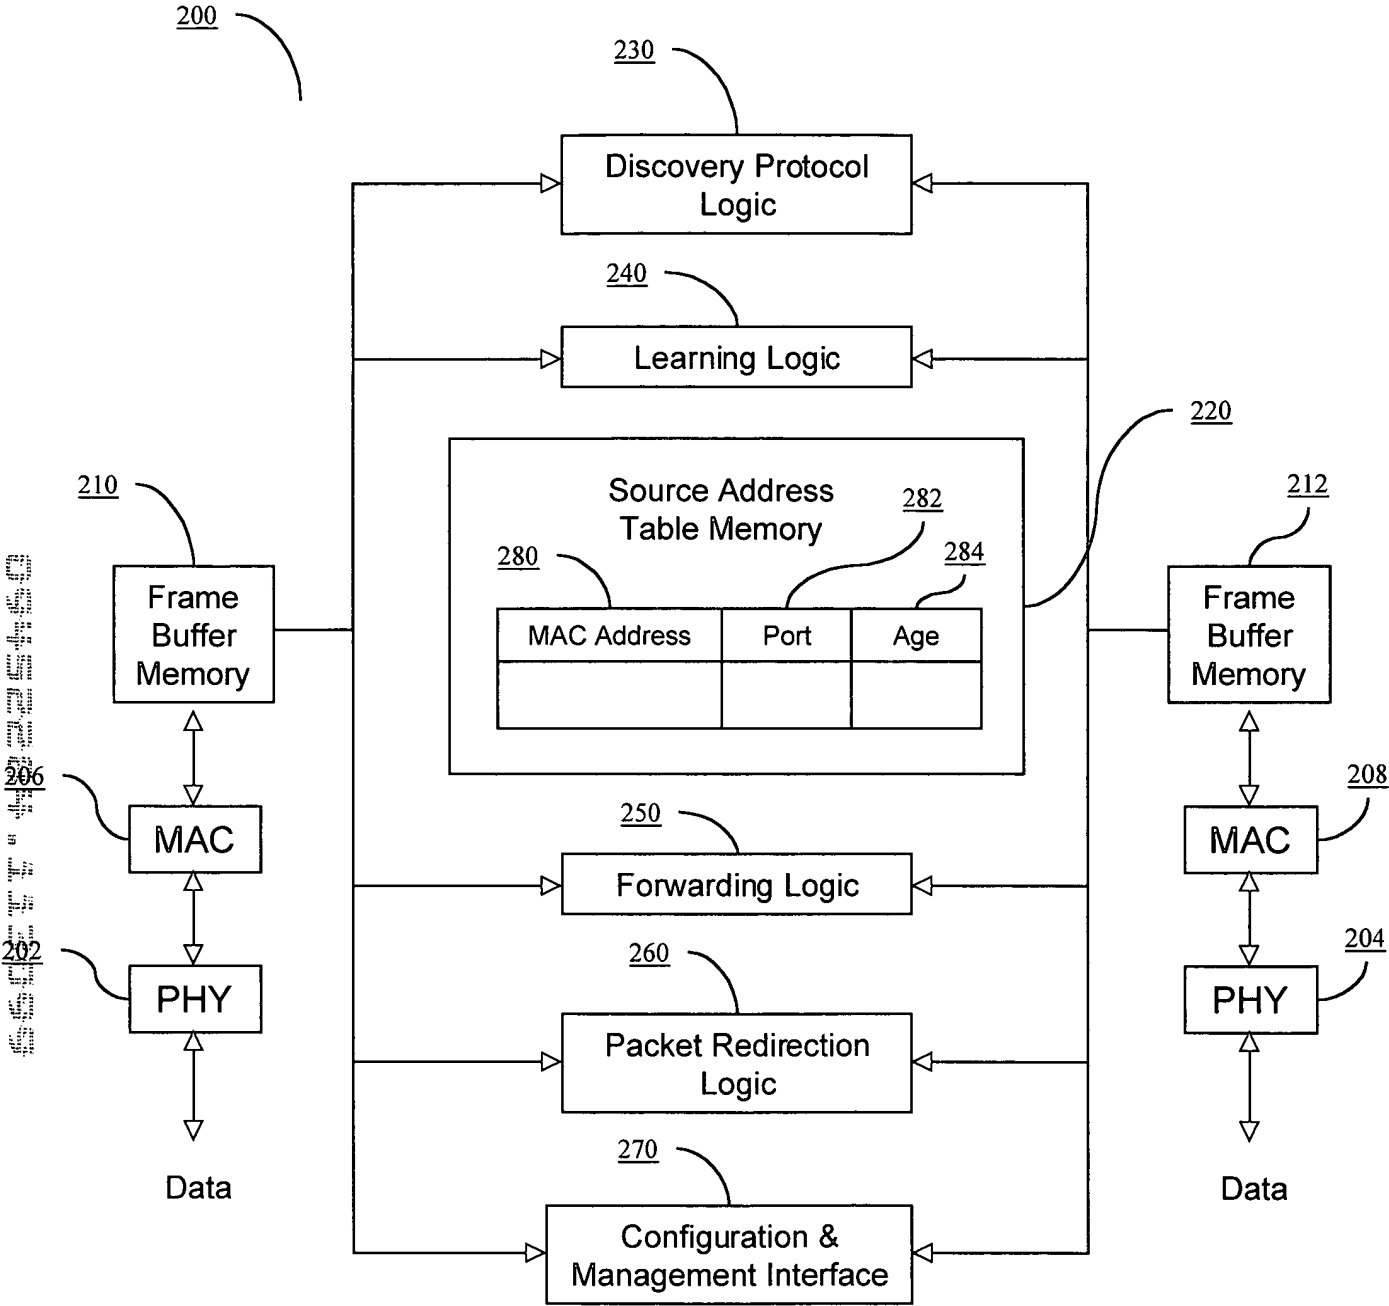 200
230
Discovery Protocol
Logic
240
Learning Logic
220
210
Source Address
Table Memory
282
212
280
284
Frame
Buffer
Memory
MAC Address
Port
Age
Frame
Buffer
Memory
206
MAC
250
208
MAC
Forwarding Logic
202
PHY
260
204
PHY
Packet Redirection
Logic
270
Data
Data
Configuration &
Management Interface